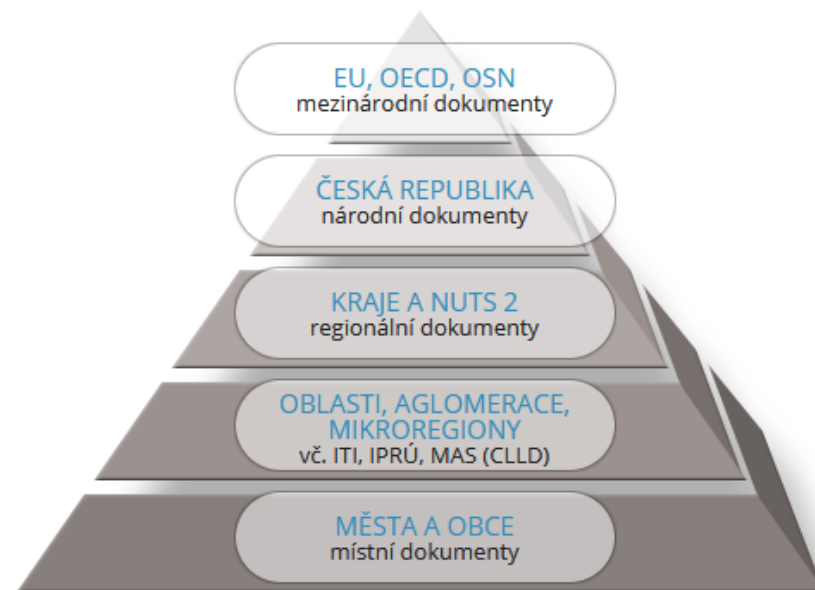 EU, OECD, OSN
mezinárodní dokumenty
ČESKÁ REPUBLIKA
národní dokumenty
KRAJE A NUTS 2
regionální dokumenty
OBLASTI, AGLOMERACE,
MIKROREGIONY
vč. ITI, IPRÚ, MAS (CLLD)
MĚSTA A OBCE
místní dokumenty